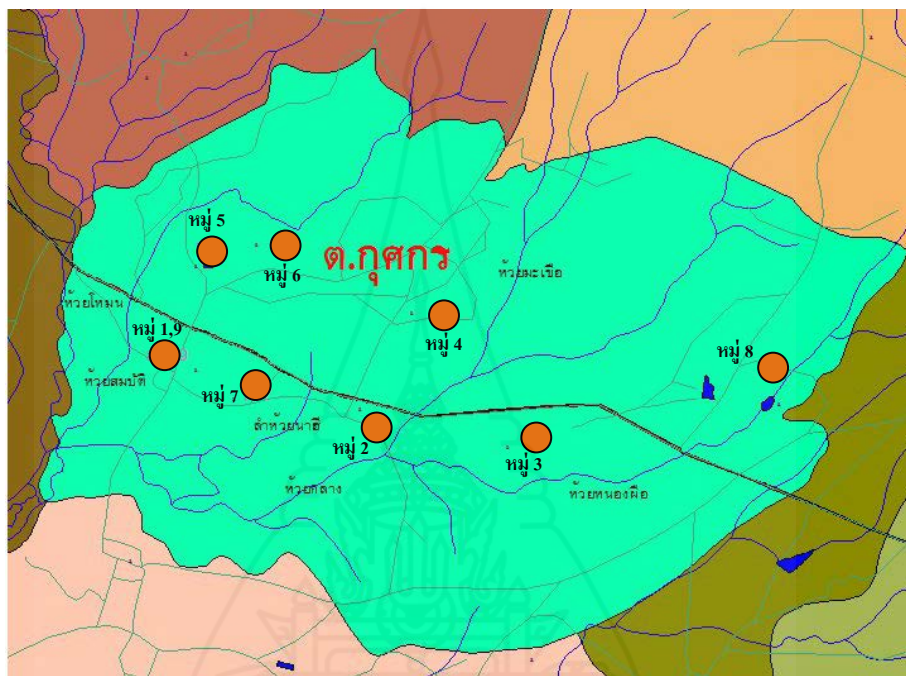 หมู่ 5
หมู่ 6
ต.กุศกร
ห้วยมะเขือ
ห้วยโหมน
หมู่ 1,9
หมู่ 4
หมู่ 8
ห้วยสมบัติ
หมู่ 7
ลำห้วยนาสี
หมู่ 2
หมู่ 3
ห้วยกลาง
ห้วยหนองผือ